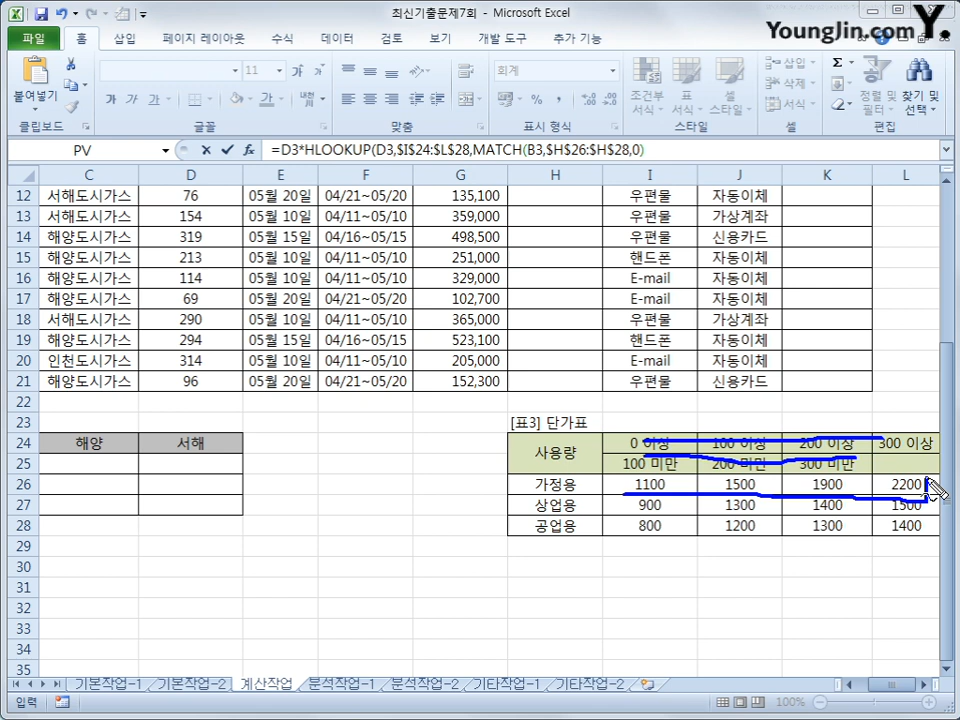 최신기출문제7회 - Microsoft Excel
Younglin.com Y.
파일 홈 삽입 페이지 레이아웃 수식 데이터 검토 보기 개발 도구 추가 기능
붙여넣기 11 가 가 가 회계 % 조건부 서식 표 서식 셀 스타일 삽입 삭제 서식 Σ 정렬 및 필터 찾기 및 선택
클립보드 글꼴 맞춤 표시 형식 스타일 셀 편집
PV =D3*HLOOKUP(D3,$I$24:$L$28,MATCH(B3,$H$26:$H$28,0)
C D E F G H I J K L
12 서해도시가스 76 05월 20일 04/21~05/20 135,100 우편물 자동이체
13 서해도시가스 154 05월 10일 04/11~05/10 359,000 우편물 가상계좌
14 해양도시가스 319 05월 15일 04/16~05/15 498,500 우편물 신용카드
15 해양도시가스 213 05월 10일 04/11~05/10 251,000 핸드폰 자동이체
16 해양도시가스 114 05월 10일 04/11~05/10 329,000 E-mail 자동이체
17 해양도시가스 69 05월 20일 04/21~05/20 102,700 E-mail 자동이체
18 서해도시가스 290 05월 10일 04/11~05/10 365,000 우편물 가상계좌
19 해양도시가스 294 05월 15일 04/16~05/15 523,100 핸드폰 자동이체
20 인천도시가스 314 05월 10일 04/11~05/10 205,000 E-mail 자동이체
21 해양도시가스 96 05월 20일 04/21~05/20 152,300 우편물 신용카드
22
23 [표3] 단가표
24 해양 서해 사용량 0 이상 100 이상 200 이상 300 이상
25 100 미만 200 미만 300 미만
26 가정용 1100 1500 1900 2200
27 상업용 900 1300 1400 1500
28 공업용 800 1200 1300 1400
29
30
31
32
33
34
35
기본작업-1 기본작업-2 계산작업 분석작업-1 분석작업-2 기타작업-1 기타작업-2
입력 100%